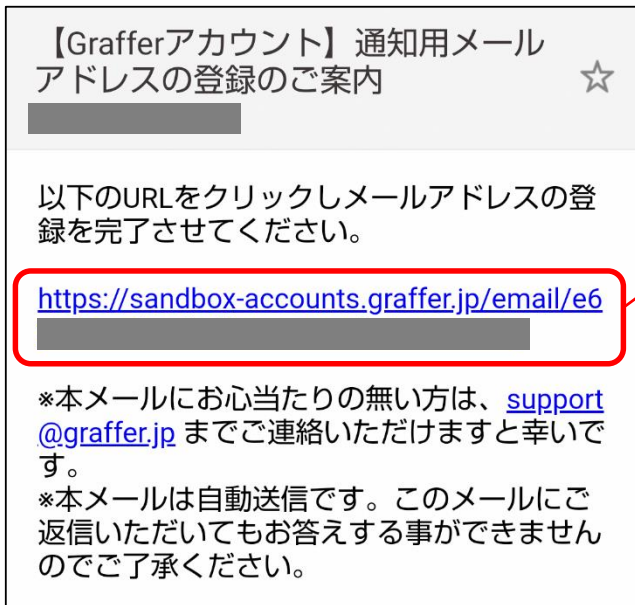 【Grafferアカウント】通知用メール
アドレスの登録のご案内
以下のURLをクリックしメールアドレスの登
録を完了させてください。
https://sandbox-accounts.graffer.jp/email/e6
※本メールにお心当たりの無い方は、support
@graffer.jp までご連絡いただけますと幸いで
す。
※本メールは自動送信です。このメールにご
返信いただいてもお答えする事ができません
のでご了承ください。